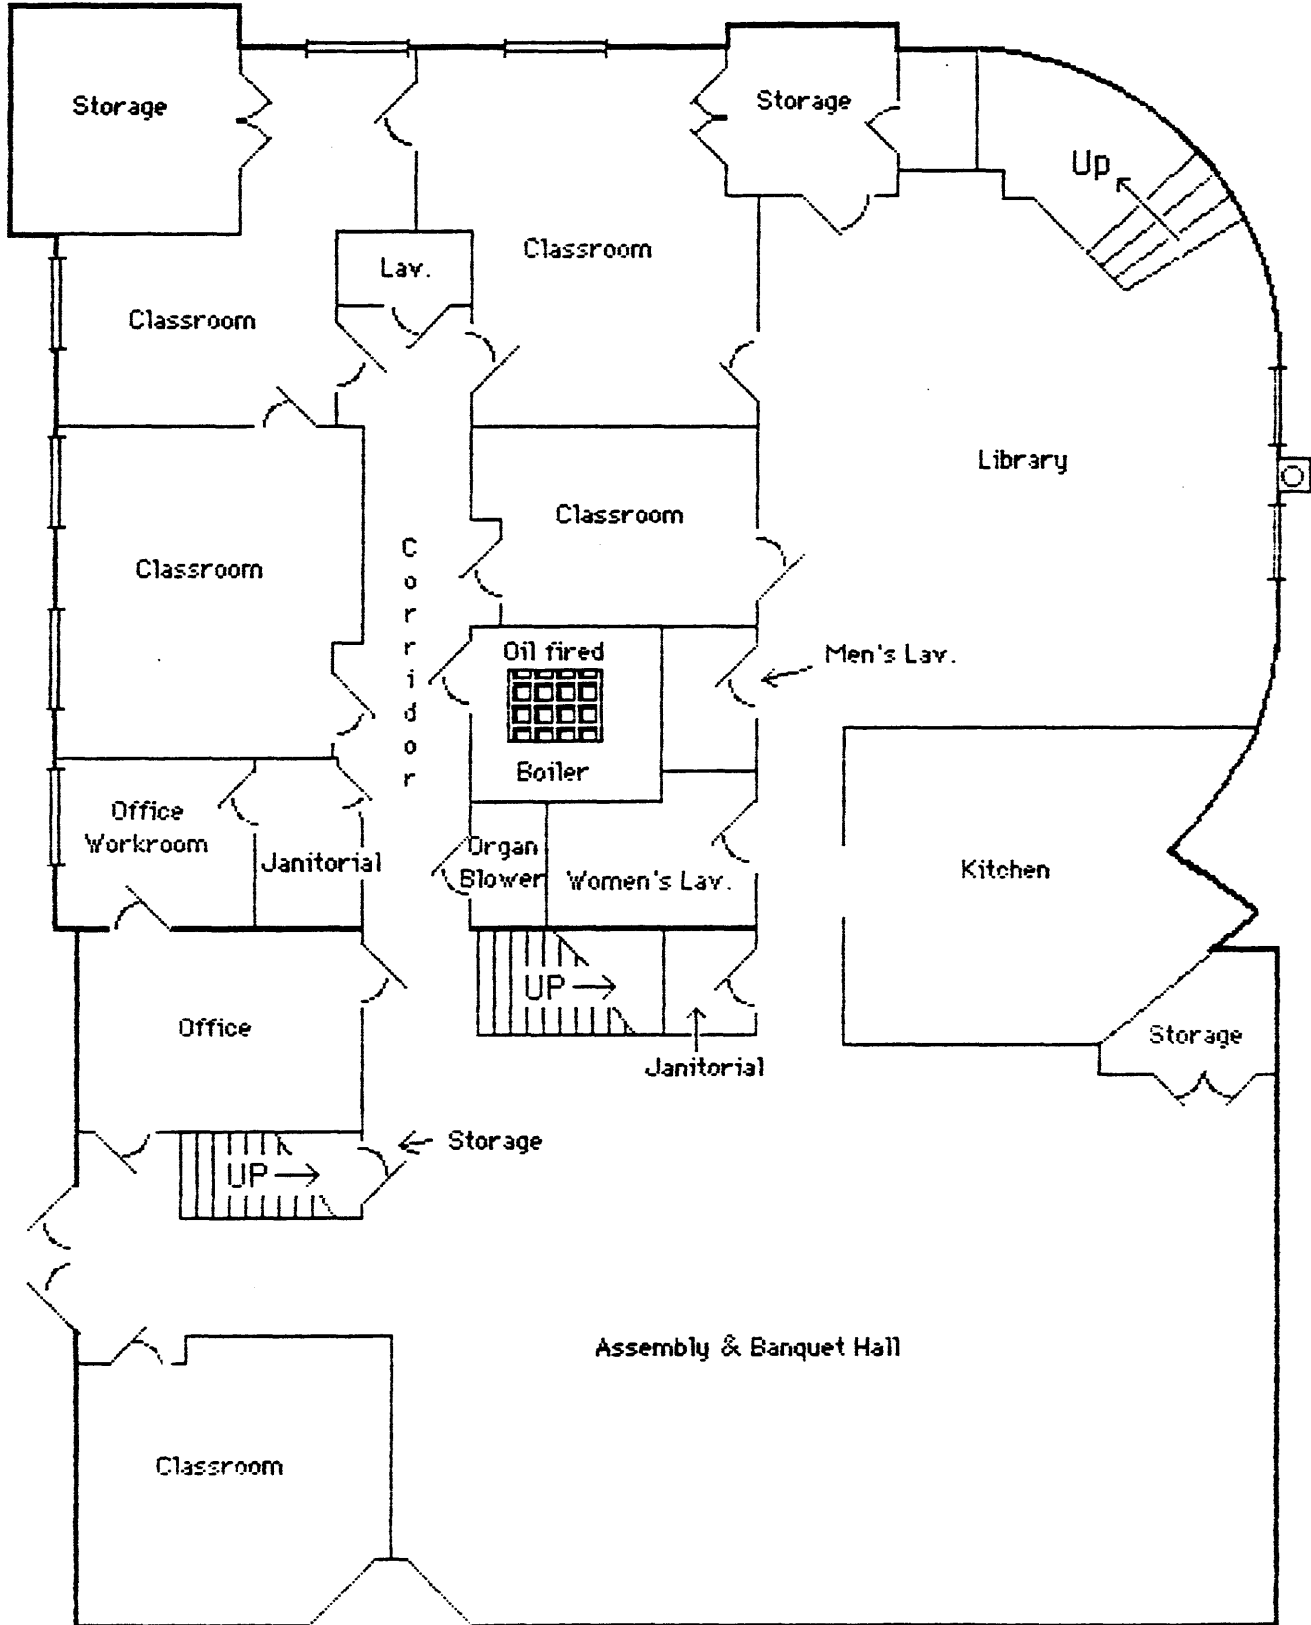 Storage
Storage
Up
Classroom
Lav.
Classroom
Library
Classroom
Classroom
Corridor
Oil fired
Men's Lav.
Boiler
Office
Workroom
Janitorial
Organ
Blower
Women's Lav.
Kitchen
UP
Office
Storage
Janitorial
Storage
UP
Assembly & Banquet Hall
Classroom